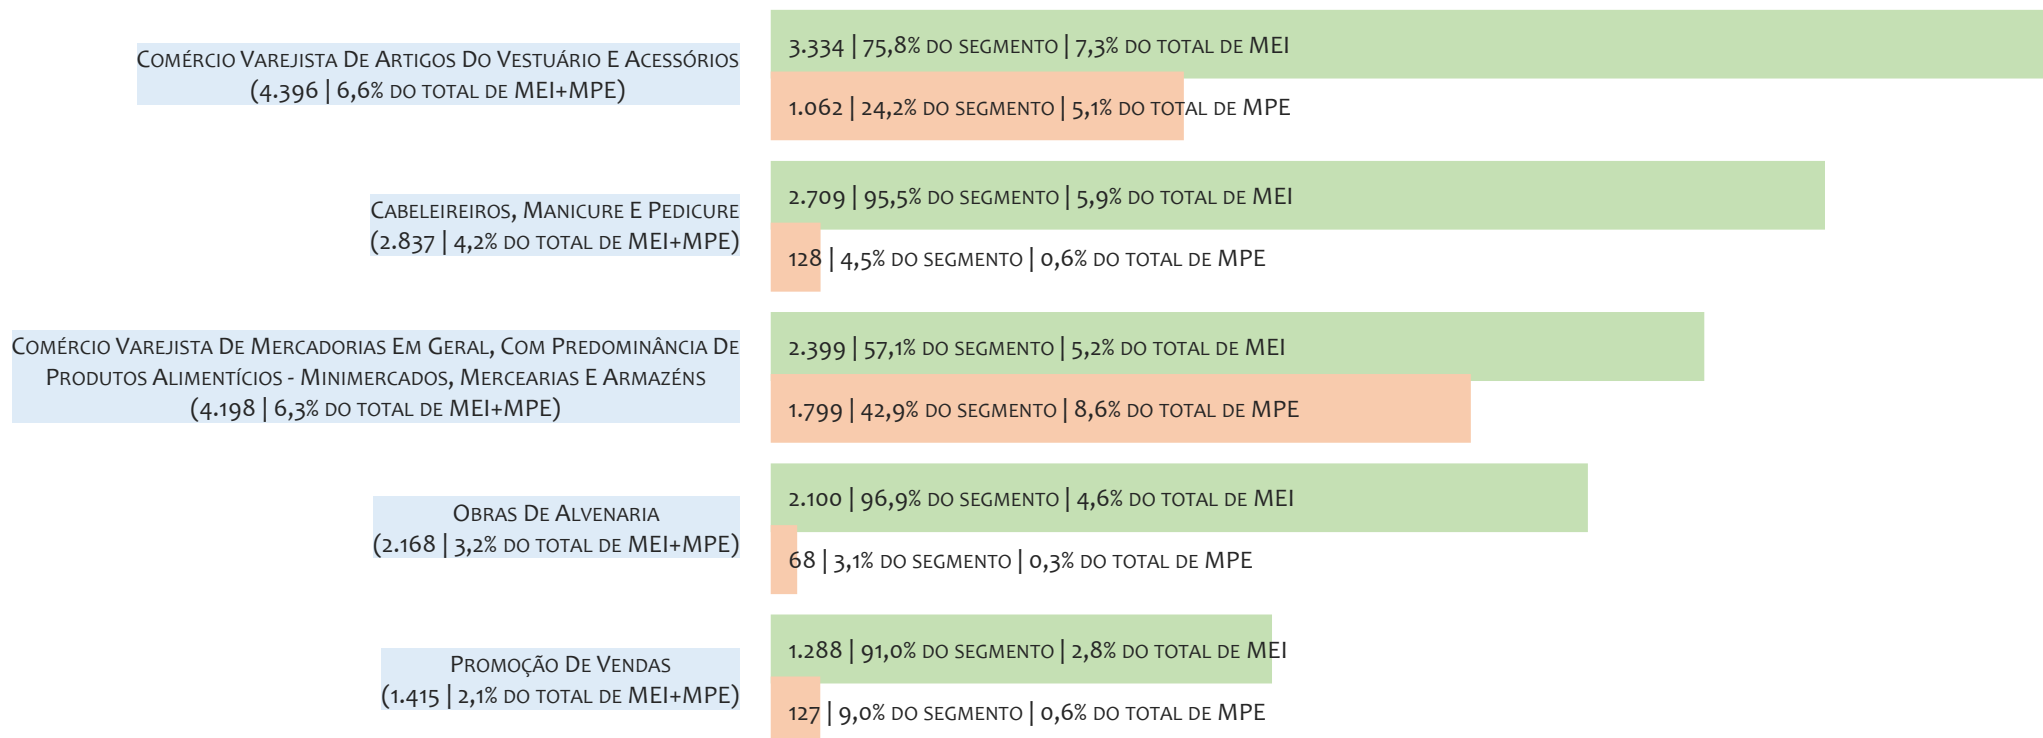 Comércio Varejista De Artigos Do Vestuário E Acessórios
(4.396 | 6,6% do total de MEI+MPE)
3.334 | 75,8% do segmento | 7,3% do total de MEI
1.062 | 24,2% do segmento | 5,1% do total de MPE
Cabeleireiros, Manicure E Pedicure
(2.837 | 4,2% do total de MEI+MPE)
2.709 | 95,5% do segmento | 5,9% do total de MEI
128 | 4,5% do segmento | 0,6% do total de MPE
Comércio Varejista De Mercadorias Em Geral, Com Predominância De
Produtos Alimentícios - Minimercados, Mercearias E Armazéns
(4.198 | 6,3% do total de MEI+MPE)
2.399 | 57,1% do segmento | 5,2% do total de MEI
1.799 | 42,9% do segmento | 8,6% do total de MPE
Obras De Alvenaria
(2.168 | 3,2% do total de MEI+MPE)
2.100 | 96,9% do segmento | 4,6% do total de MEI
68 | 3,1% do segmento | 0,3% do total de MPE
Promoção De Vendas
(1.415 | 2,1% do total de MEI+MPE)
1.288 | 91,0% do segmento | 2,8% do total de MEI
127 | 9,0% do segmento | 0,6% do total de MPE